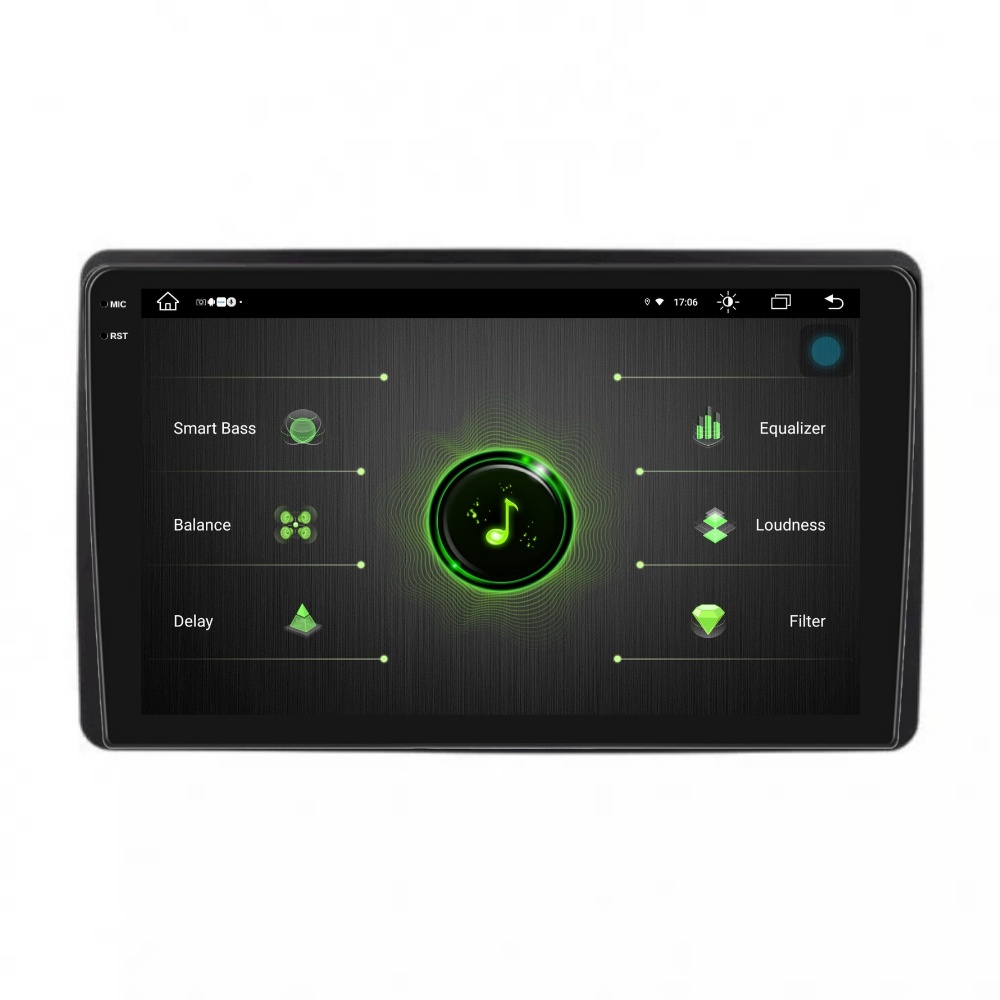 MIC
17:06
RST
Smart Bass
Equalizer
Balance
Loudness
Delay
Filter